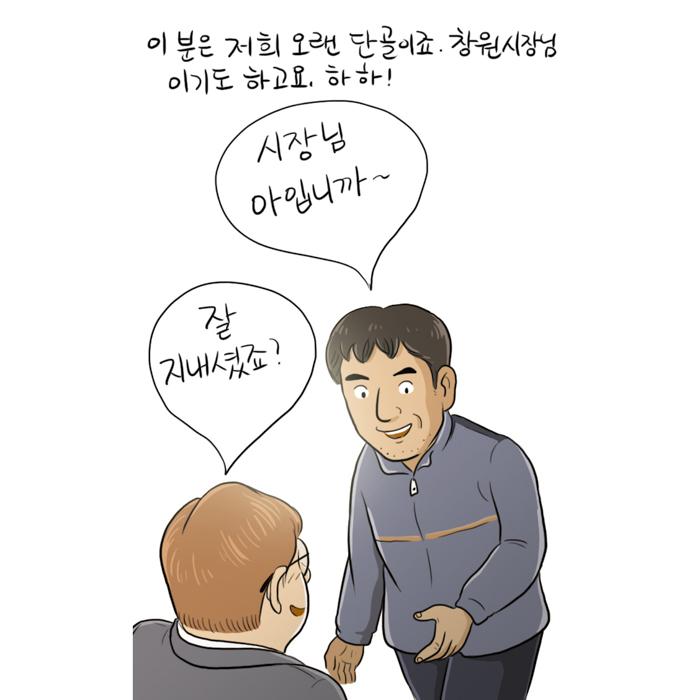 이 분은 저희 오랜 단골이죠. 창원시장님
이기도 하고요. 하하!
시장님
아입니까~
잘
지내셨죠?